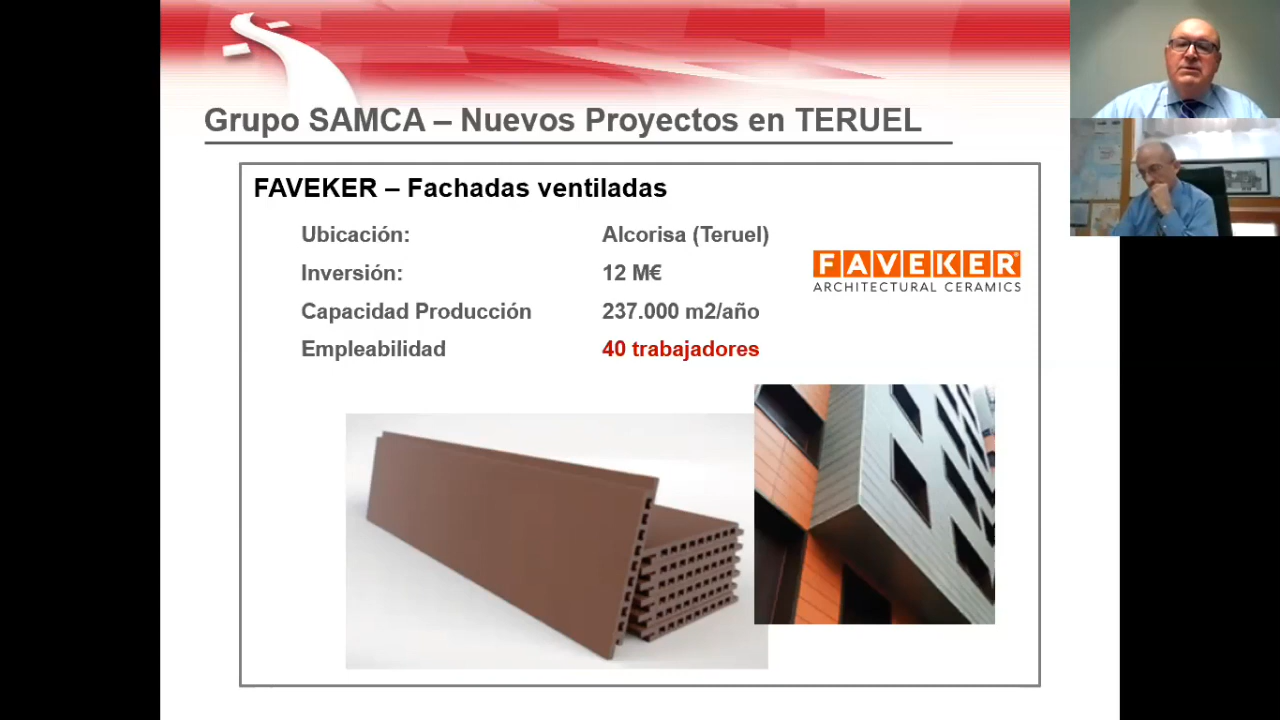 Grupo SAMCA – Nuevos Proyectos en TERUEL
FAVEKER – Fachadas ventiladas
Ubicación: Alcorisa (Teruel)
Inversión: 12 M€
Capacidad Producción 237.000 m2/año
Empleabilidad 40 trabajadores
FAVEKER®
ARCHITECTURAL CERAMICS